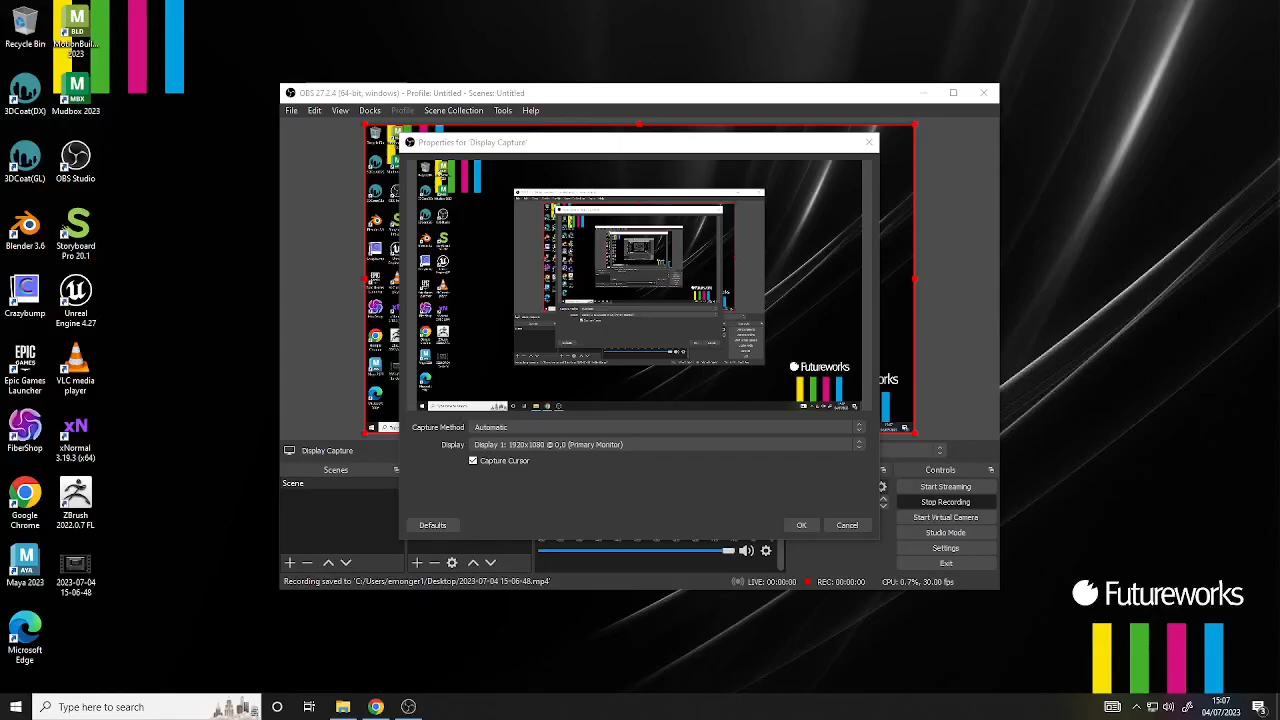 Recycle Bin
MotionBuil... 2023
3DCoat(DX)
Mudbox 2023
3DCoat(GL)
OBS Studio
Blender 3.6
Storyboard Pro 20.1
Crazybump
Unreal Engine 4.27
Epic Games Launcher
VLC media player
FiberShop
xNormal 3.19.3 (x64)
Google Chrome
ZBrush 2022.0.7 FL
Maya 2023
2023-07-04 15-06-48
Microsoft Edge
OBS 27.2.4 (64-bit, windows) - Profile: Untitled - Scenes: Untitled
File Edit View Docks Profile Scene Collection Tools Help
Properties for 'Display Capture'
Futureworks
Capture Method Automatic
Display Display 1: 1920x1080 @ 0,0 (Primary Monitor)
Capture Cursor
Defaults OK Cancel
Display Capture
Scenes
Scene
Controls
Start Streaming
Stop Recording
Start Virtual Camera
Studio Mode
Settings
Exit
Recording saved to 'C:/Users/emonger1/Desktop/2023-07-04 15-06-48.mp4'
LIVE: 00:00:00 REC: 00:00:00 CPU: 0.7%, 30.00 fps
Futureworks
Type here to search
15:07
04/07/2023